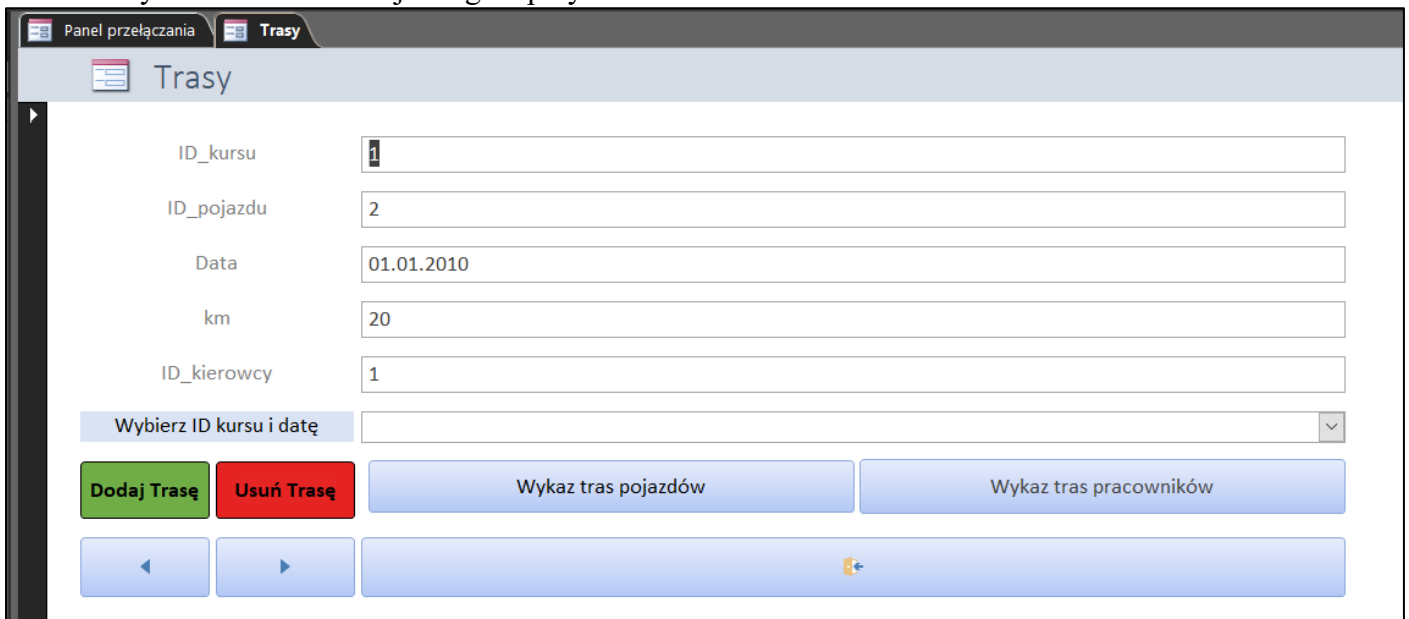 Panel przełączania Trasy
Trasy
ID_kursu 1
ID_pojazdu 2
Data 01.01.2010
km 20
ID_kierowcy 1
Wybierz ID kursu i datę
Dodaj Trasę Usuń Trasę Wykaz tras pojazdów Wykaz tras pracowników